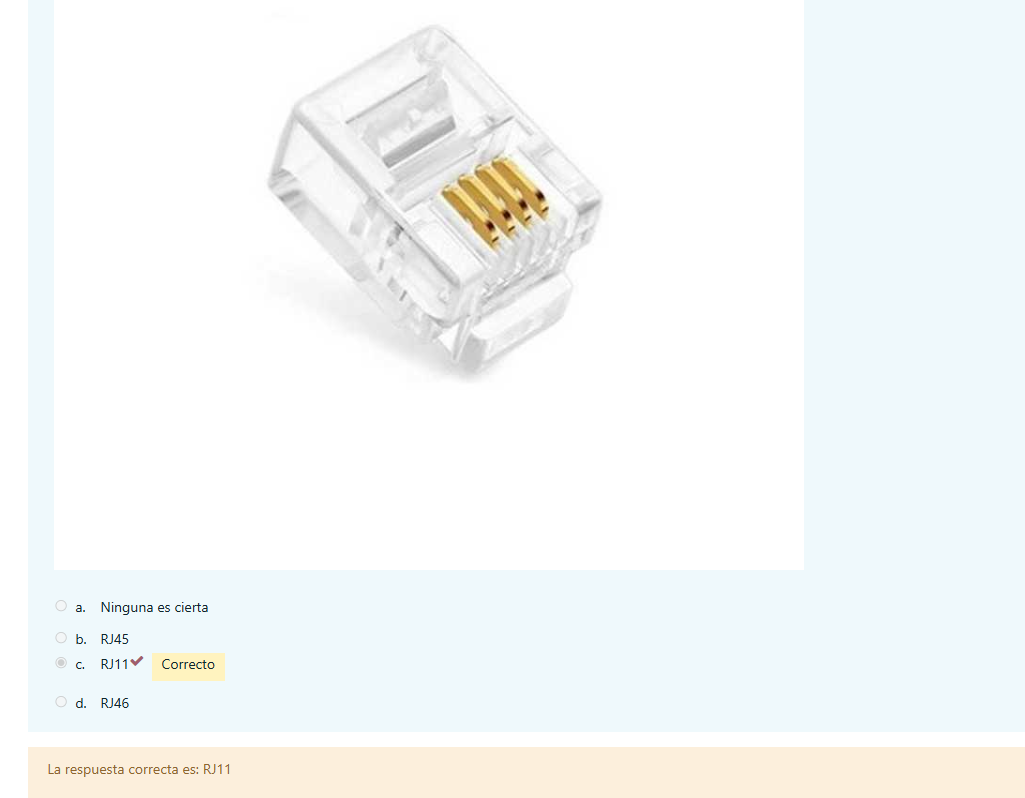 a. Ninguna es cierta
b. RJ45
c. RJ11 Correcto
d. RJ46
La respuesta correcta es: RJ11